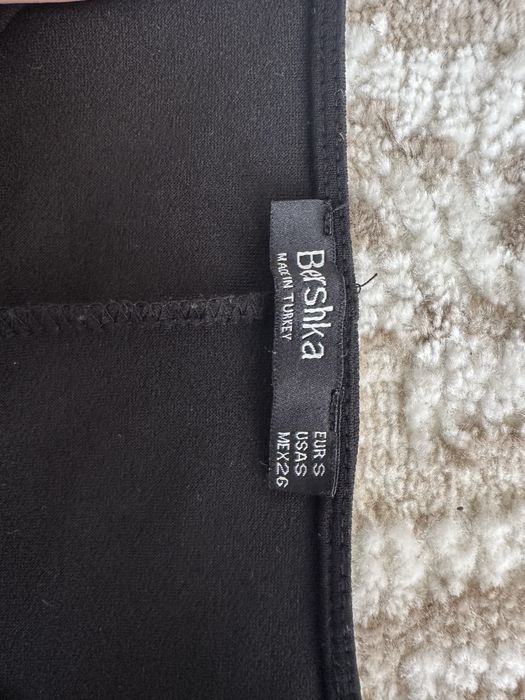 Bershka
MADE IN TURKEY
EUR S
USA S
MEX 26